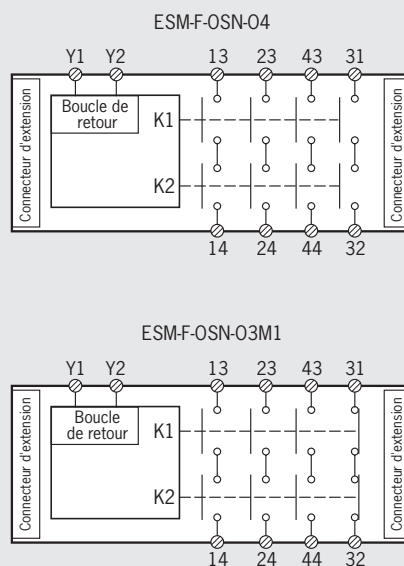 ESM-F-OSN-O4
Y1 Y2 13 23 43 31
Connecteur d'extension
Boucle de
retour
K1
K2
Connecteur d'extension
14 24 44 32
ESM-F-OSN-O3M1
Y1 Y2 13 23 43 31
Connecteur d'extension
Boucle
de retour
K1
K2
Connecteur d'extension
14 24 44 32